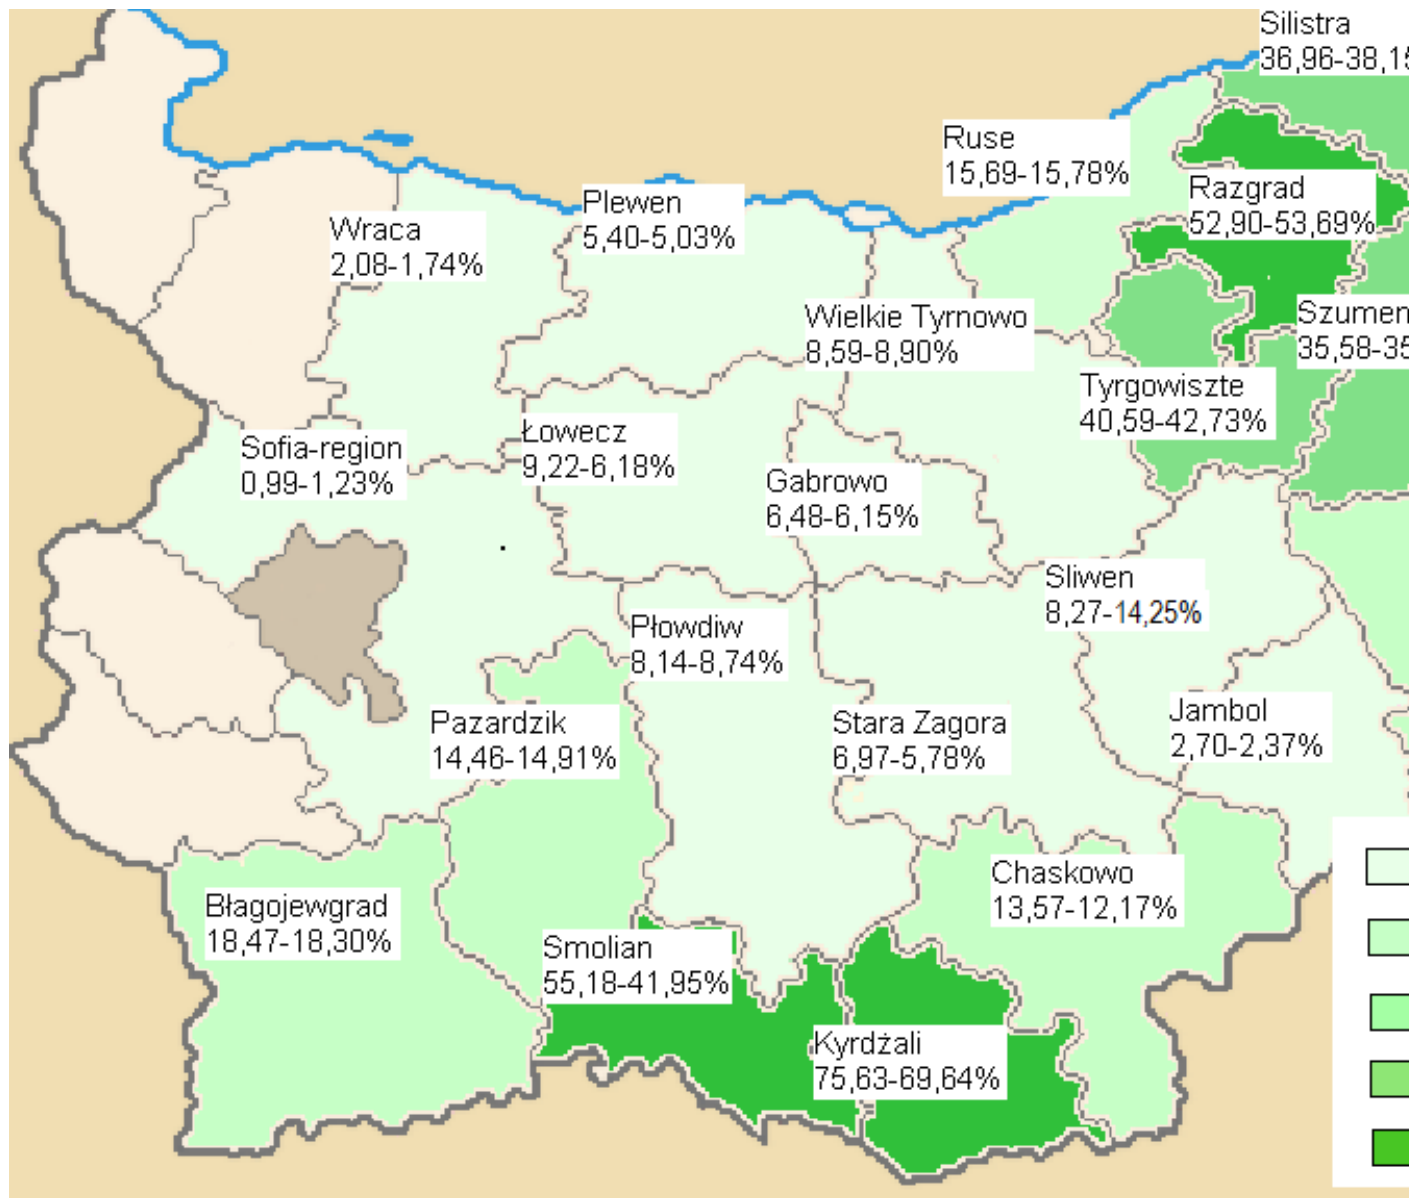 Silistra
36,96-38,15
Ruse
15,69-15,78%
Razgrad
52,90-53,69%
Plewen
5,40-5,03%
Wraca
2,08-1,74%
Wielkie Tyrnowo
8,59-8,90%
Szumen
35,58-35
Tyrgowiszte
40,59-42,73%
Łowecz
9,22-6,18%
Sofia-region
0,99-1,23%
Gabrowo
6,48-6,15%
Sliwen
8,27-14,25%
Płowdiw
8,14-8,74%
Jambol
2,70-2,37%
Pazardzik
14,46-14,91%
Stara Zagora
6,97-5,78%
Chaskowo
13,57-12,17%
Błagojewgrad
18,47-18,30%
Smolian
55,18-41,95%
Kyrdżali
75,63-69,64%